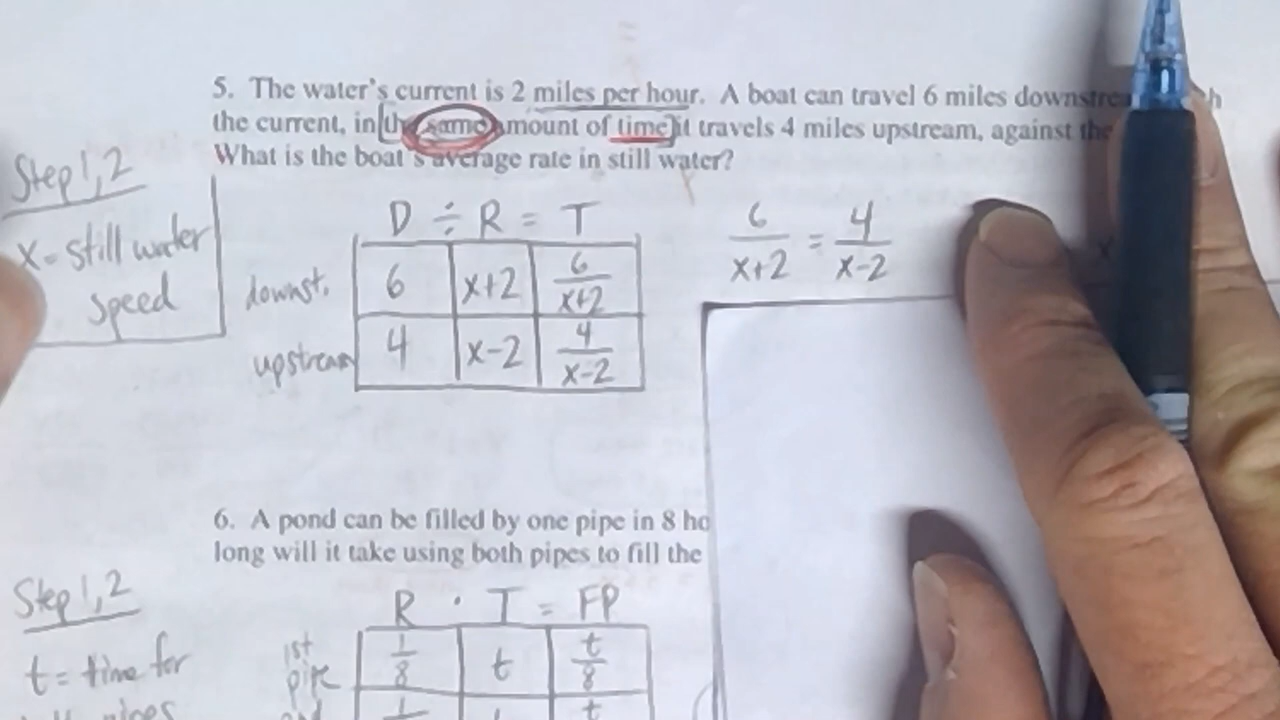 5. The water's current is 2 miles per hour. A boat can travel 6 miles
the current, in the same amount of time it travels 4 miles upstream, against the
What is the boat's average rate in still water?
Step 1,2
x = still water
speed
D ÷ R = T
downst. 6 x+2 6/(x+2)
upstream 4 x-2 4/(x-2)
6/(x+2) = 4/(x-2)
6. A pond can be filled by one pipe in 8
long will it take using both pipes to fill the
Step 1,2
t = time for
pipes
R · T = FP
1st pipe 1/8 t t/8